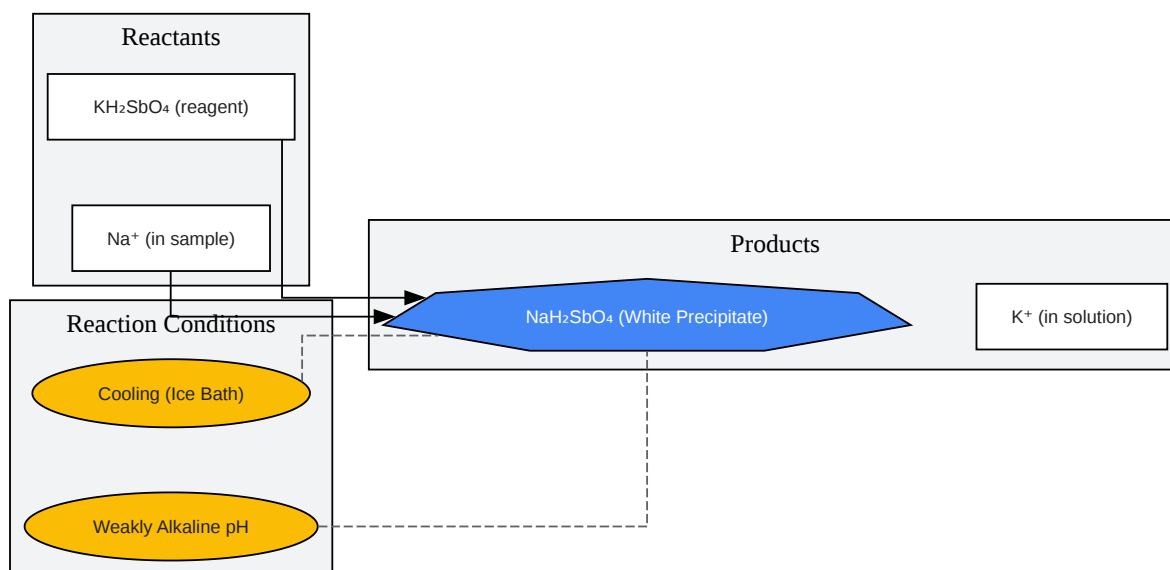 Reactants
KH₂SbO₄ (reagent)
Na⁺ (in sample)
Products
NaH₂SbO₄ (White Precipitate)
K⁺ (in solution)
Reaction Conditions
Cooling (Ice Bath)
Weakly Alkaline pH